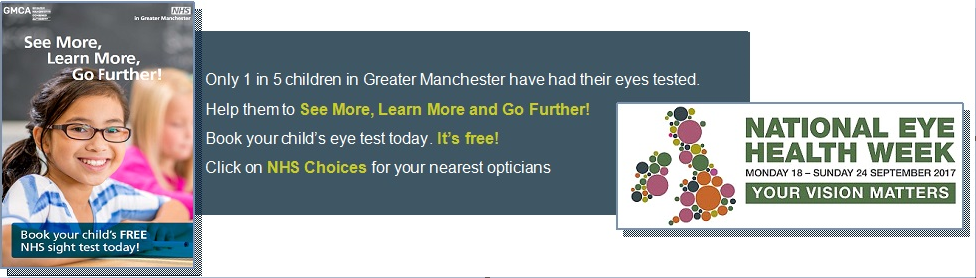 GMCA
NHS
in Greater Manchester
See More,
Learn More,
Go Further!
Book your child's FREE
NHS sight test today!
Only 1 in 5 children in Greater Manchester have had their eyes tested.
Help them to See More, Learn More and Go Further!
Book your child's eye test today. It's free!
Click on NHS Choices for your nearest opticians
NATIONAL EYE
HEALTH WEEK
MONDAY 18 – SUNDAY 24 SEPTEMBER 2017
YOUR VISION MATTERS